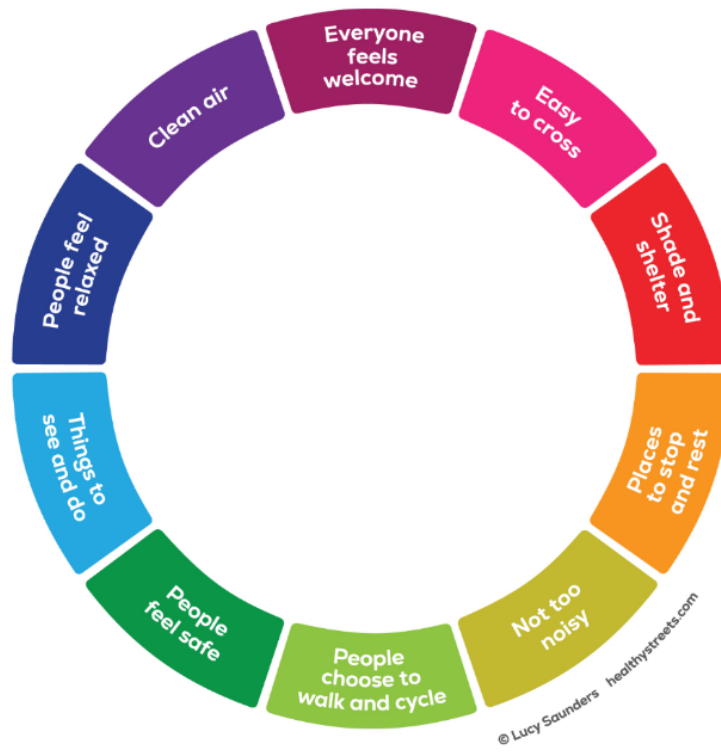 Everyone
feels
welcome
Easy
to cross
Shade and
shelter
Places
to stop
and rest
Not too
noisy
People
choose to
walk and cycle
People
feel safe
Things to
see and do
People feel
relaxed
Clean air
© Lucy Saunders healthystreets.com